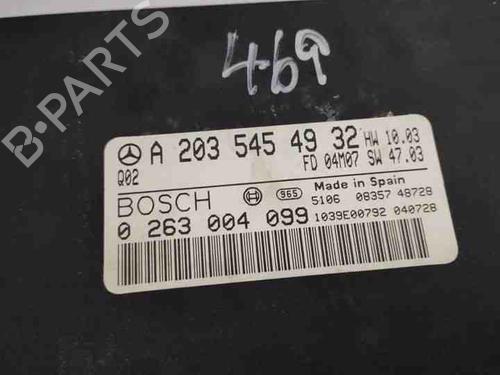 469
A 203 545 49 32 HW 10.03
Q02 FD 04M07 SW 47.03
BOSCH 965 Made in Spain
5106 08357 48728
0 263 004 099 1039E00792 040728
B-PARTS